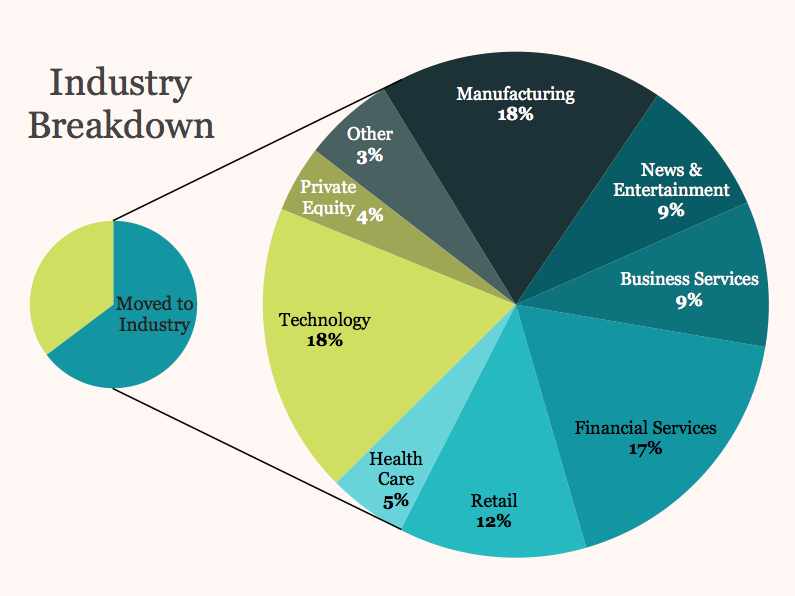 Industry
Breakdown
Manufacturing
18%
Other
3%
News &
Entertainment
9%
Private
Equity 4%
Business Services
9%
Moved to
Industry
Technology
18%
Financial Services
17%
Health
Care
5%
Retail
12%